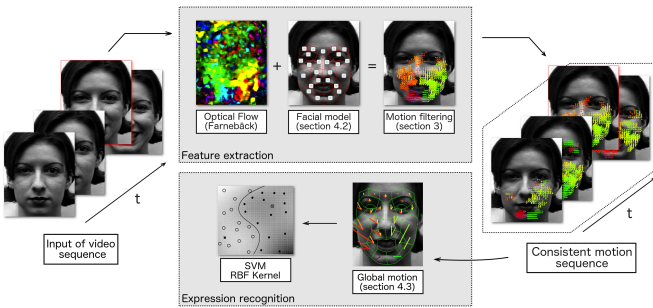 Optical Flow
(Farnebäck)
+
Facial model
(section 4.2)
=
Motion filtering
(section 3)
Feature extraction
t
Input of video
sequence
SVM
RBF Kernel
Global motion
(section 4.3)
Expression recognition
t
Consistent motion
sequence